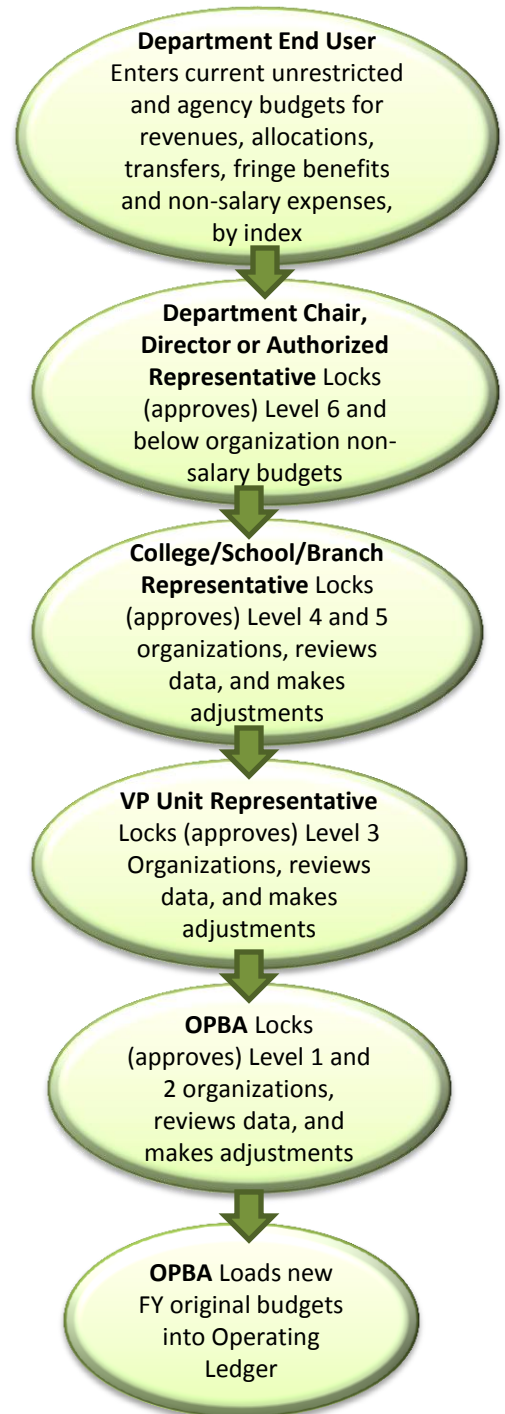 Department End User
Enters current unrestricted
and agency budgets for
revenues, allocations,
transfers, fringe benefits
and non-salary expenses,
by index
Department Chair,
Director or Authorized
Representative Locks
(approves) Level 6 and
below organization non-
salary budgets
College/School/Branch
Representative Locks
(approves) Level 4 and 5
organizations, reviews
data, and makes
adjustments
VP Unit Representative
Locks (approves) Level 3
Organizations, reviews
data, and makes
adjustments
OPBA Locks
(approves) Level 1 and
2 organizations,
reviews data, and
makes adjustments
OPBA Loads new
FY original budgets
into Operating
Ledger